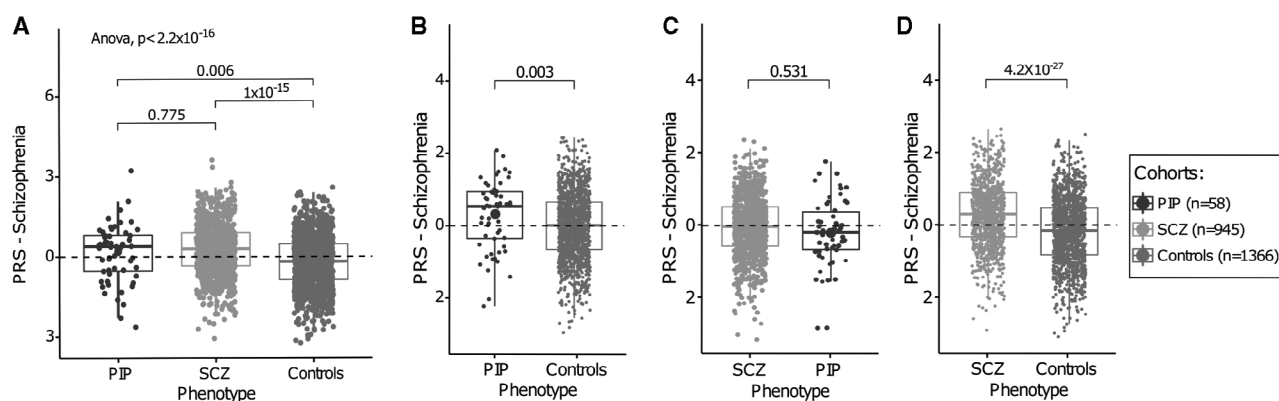 A
Anova, p< 2.2x10⁻¹⁶
0.006
1x10⁻¹⁵
0.775
6
3
0
3
PRS - Schizophrenia
PIP
SCZ
Controls
Phenotype
B
0.003
4
2
0
2
PRS - Schizophrenia
PIP
Controls
Phenotype
C
0.531
4
2
0
2
PRS - Schizophrenia
SCZ
PIP
Phenotype
D
4.2X10⁻²⁷
4
2
0
2
PRS - Schizophrenia
SCZ
Controls
Phenotype
Cohorts:
PIP (n=58)
SCZ (n=945)
Controls (n=1366)